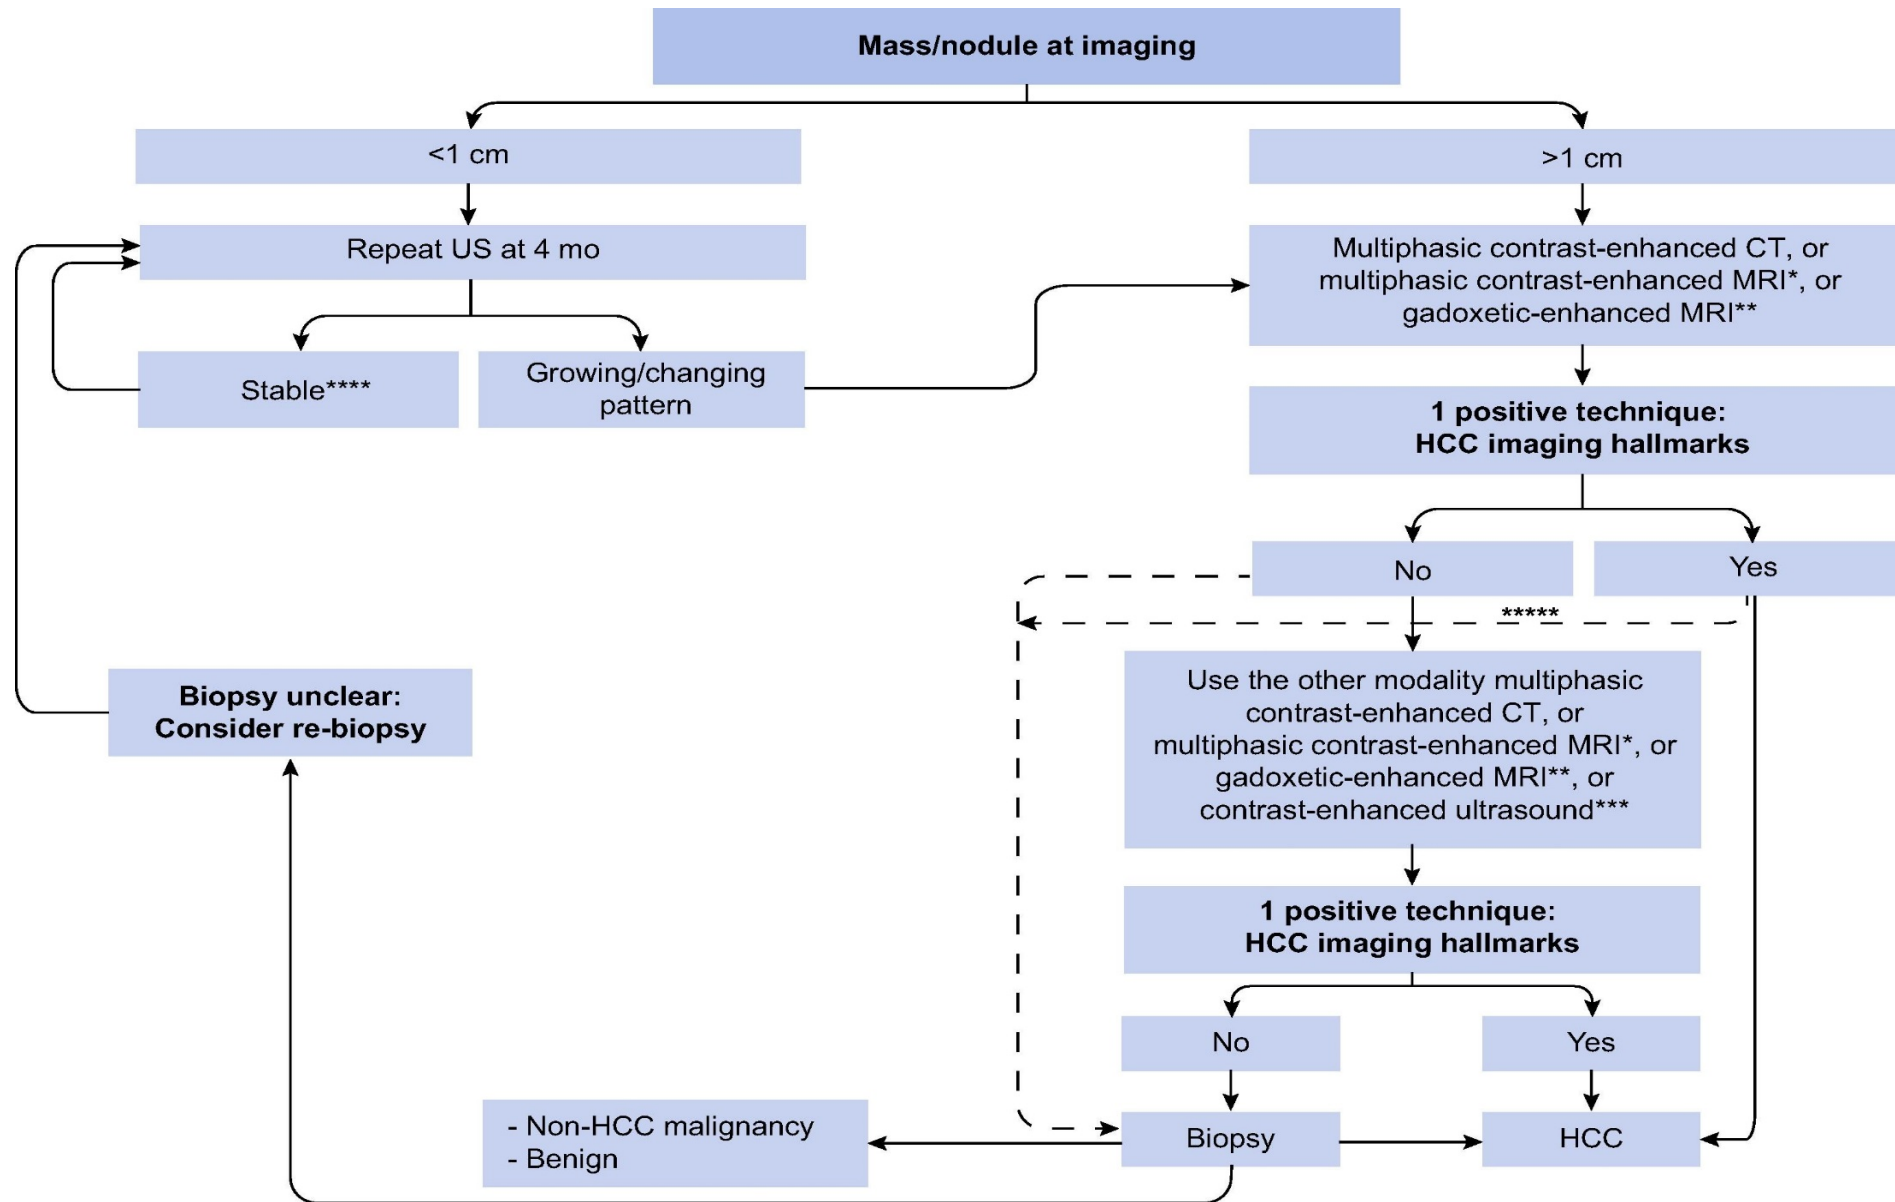 Mass/nodule at imaging
<1 cm
>1 cm
Repeat US at 4 mo
Multiphasic contrast-enhanced CT, or
multiphasic contrast-enhanced MRI*, or
gadoxetic-enhanced MRI**
Stable****
Growing/changing
pattern
1 positive technique:
HCC imaging hallmarks
No
Yes
*****
Use the other modality multiphasic
contrast-enhanced CT, or
multiphasic contrast-enhanced MRI*, or
gadoxetic-enhanced MRI**, or
contrast-enhanced ultrasound***
Biopsy unclear:
Consider re-biopsy
1 positive technique:
HCC imaging hallmarks
No
Yes
- Non-HCC malignancy
- Benign
Biopsy
HCC